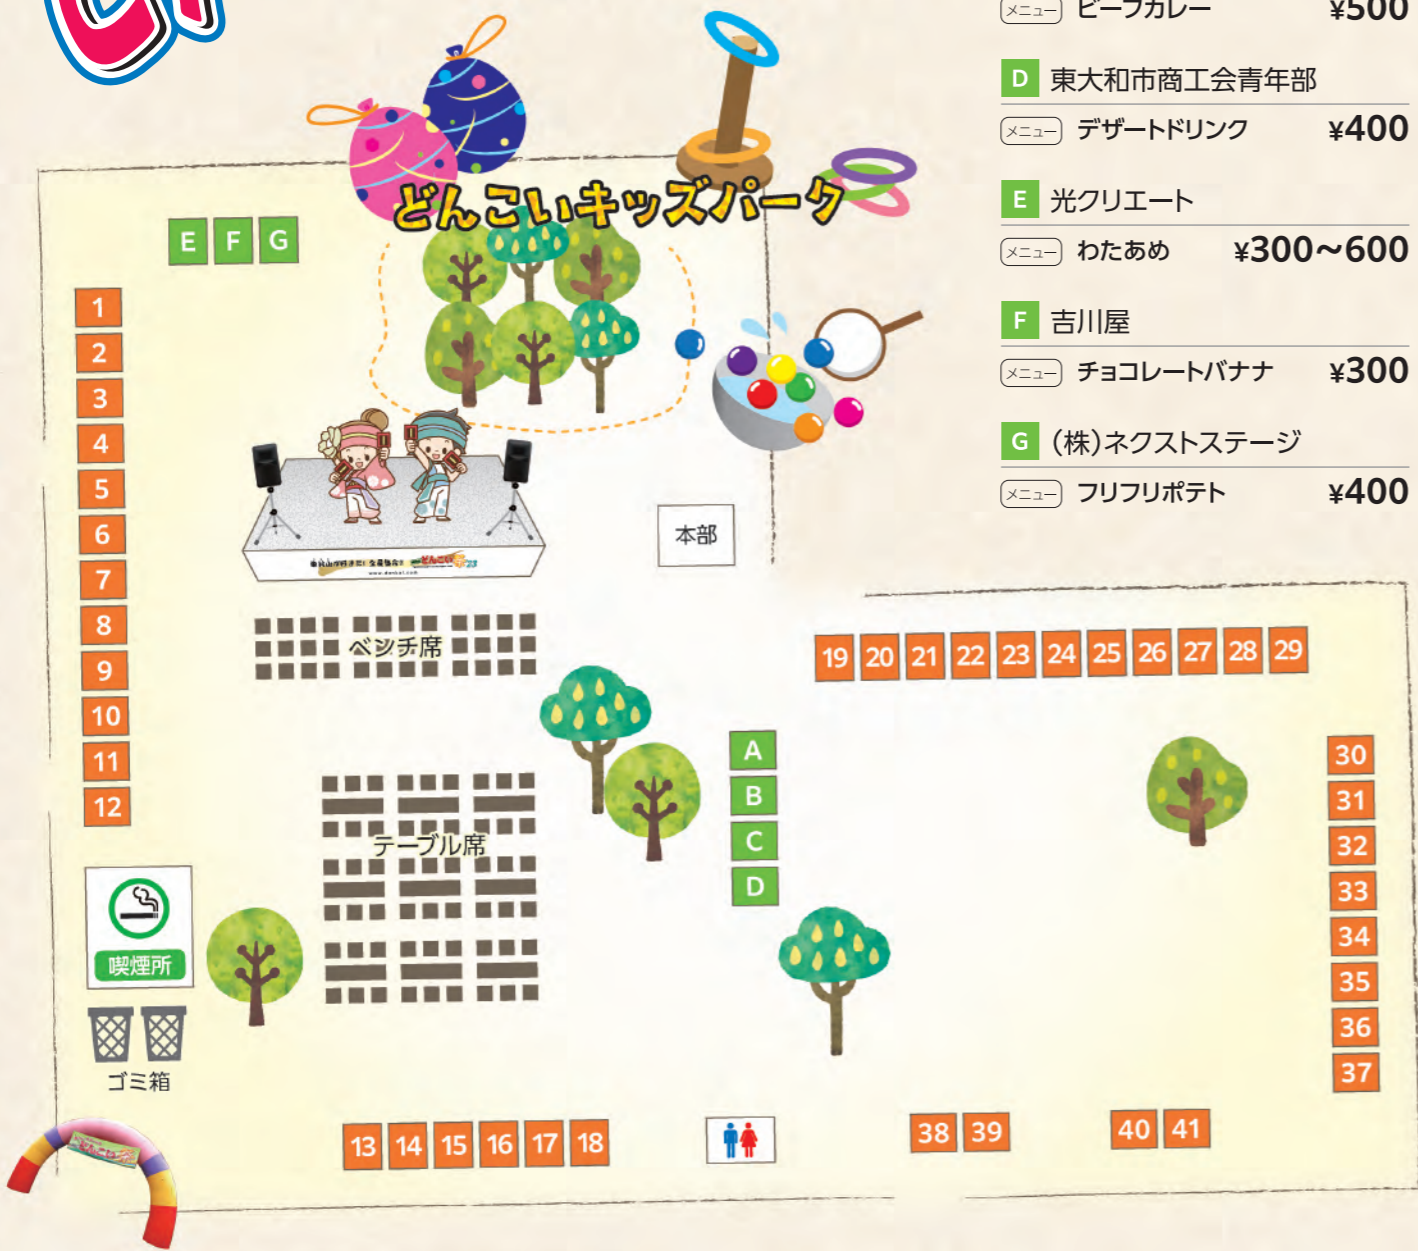 メニュー ビーフカレー ¥500
D 東大和市商工会青年部
メニュー デザートドリンク ¥400
E 光クリエート
メニュー わたあめ ¥300〜600
F 吉川屋
メニュー チョコレートバナナ ¥300
G （株）ネクストステージ
メニュー フリフリポテト ¥400
どんこいキッズパーク
E F G
1
2
3
4
5
6
7
8
9
10
11
12
本部
ベンチ席
テーブル席
19 20 21 22 23 24 25 26 27 28 29
A
B
C
D
30
31
32
33
34
35
36
37
喫煙所
ゴミ箱
13 14 15 16 17 18
38 39
40 41